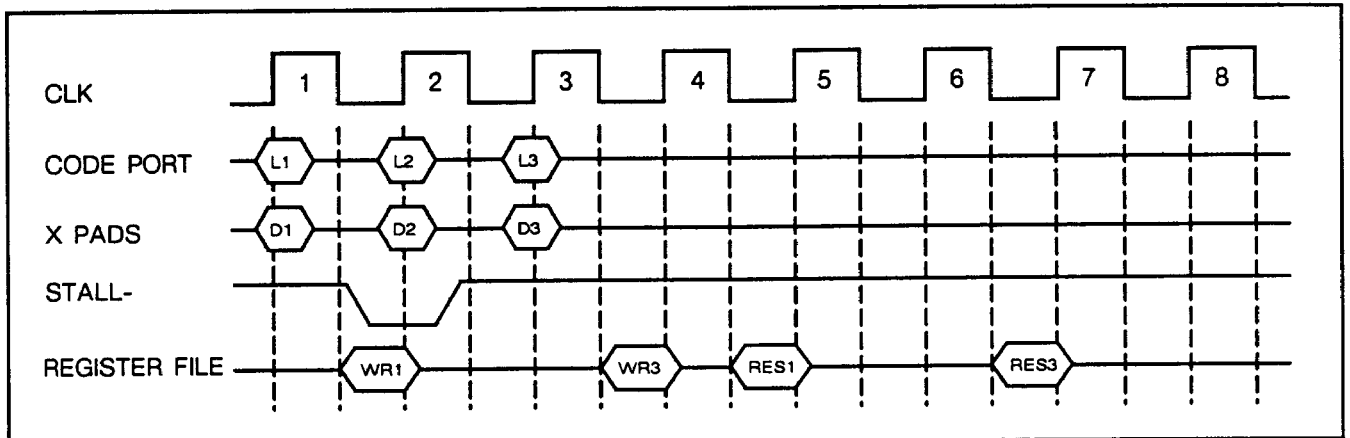 CLK 1 2 3 4 5 6 7 8
CODE PORT L1 L2 L3
X PADS D1 D2 D3
STALL-
REGISTER FILE WR1 WR3 RES1 RES3